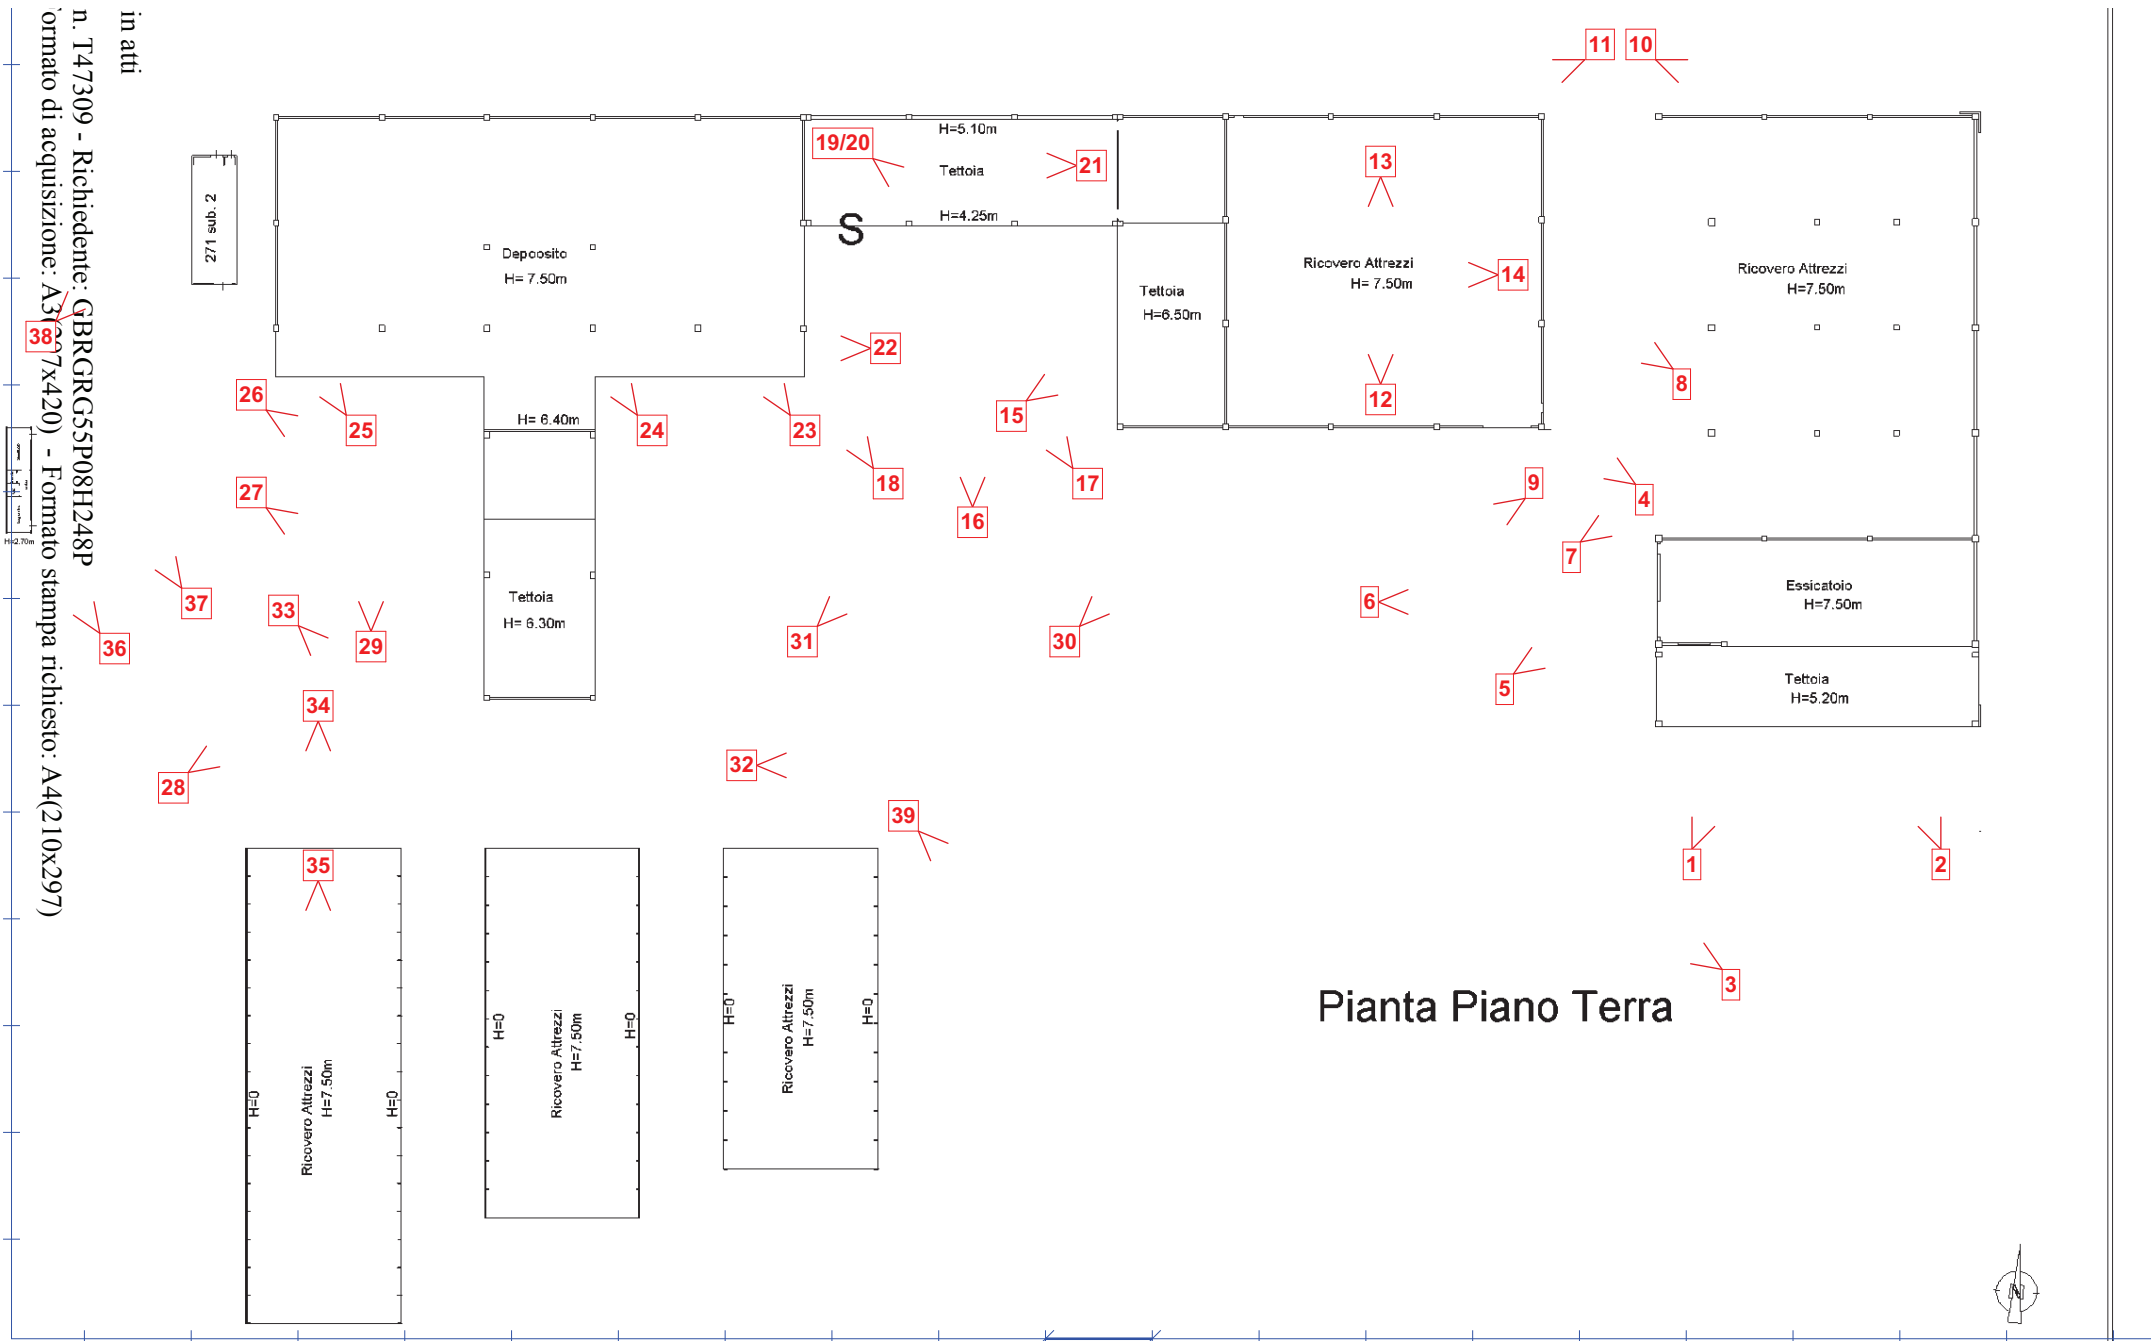 in atti
n. T47309 - Richiedente: GBRGRG55P08H248P
ormato di acquisizione: A3(297x420) - Formato stampa richiesto: A4(210x297)
11
10
H=5.10m
19/20
Tettoia
21
13
271 sub. 2
H=4.25m
S
Depoosito
H= 7.50m
Ricovero Attrezzi
H= 7.50m
14
Ricovero Attrezzi
H=7.50m
Tettoia
H=6.50m
38
22
8
26
25
H= 6.40m
24
23
15
12
27
18
17
16
9
4
H=2.70m
7
37
33
29
36
Tettoia
H= 6.30m
31
30
6
Essicatoio
H=7.50m
5
Tettoia
H=5.20m
34
28
32
39
35
1
2
3
Pianta Piano Terra
H=0
Ricovero Attrezzi
H=7.50m
H=0
H=0
Ricovero Attrezzi
H=7.50m
H=0
H=0
Ricovero Attrezzi
H=7.50m
H=0
N